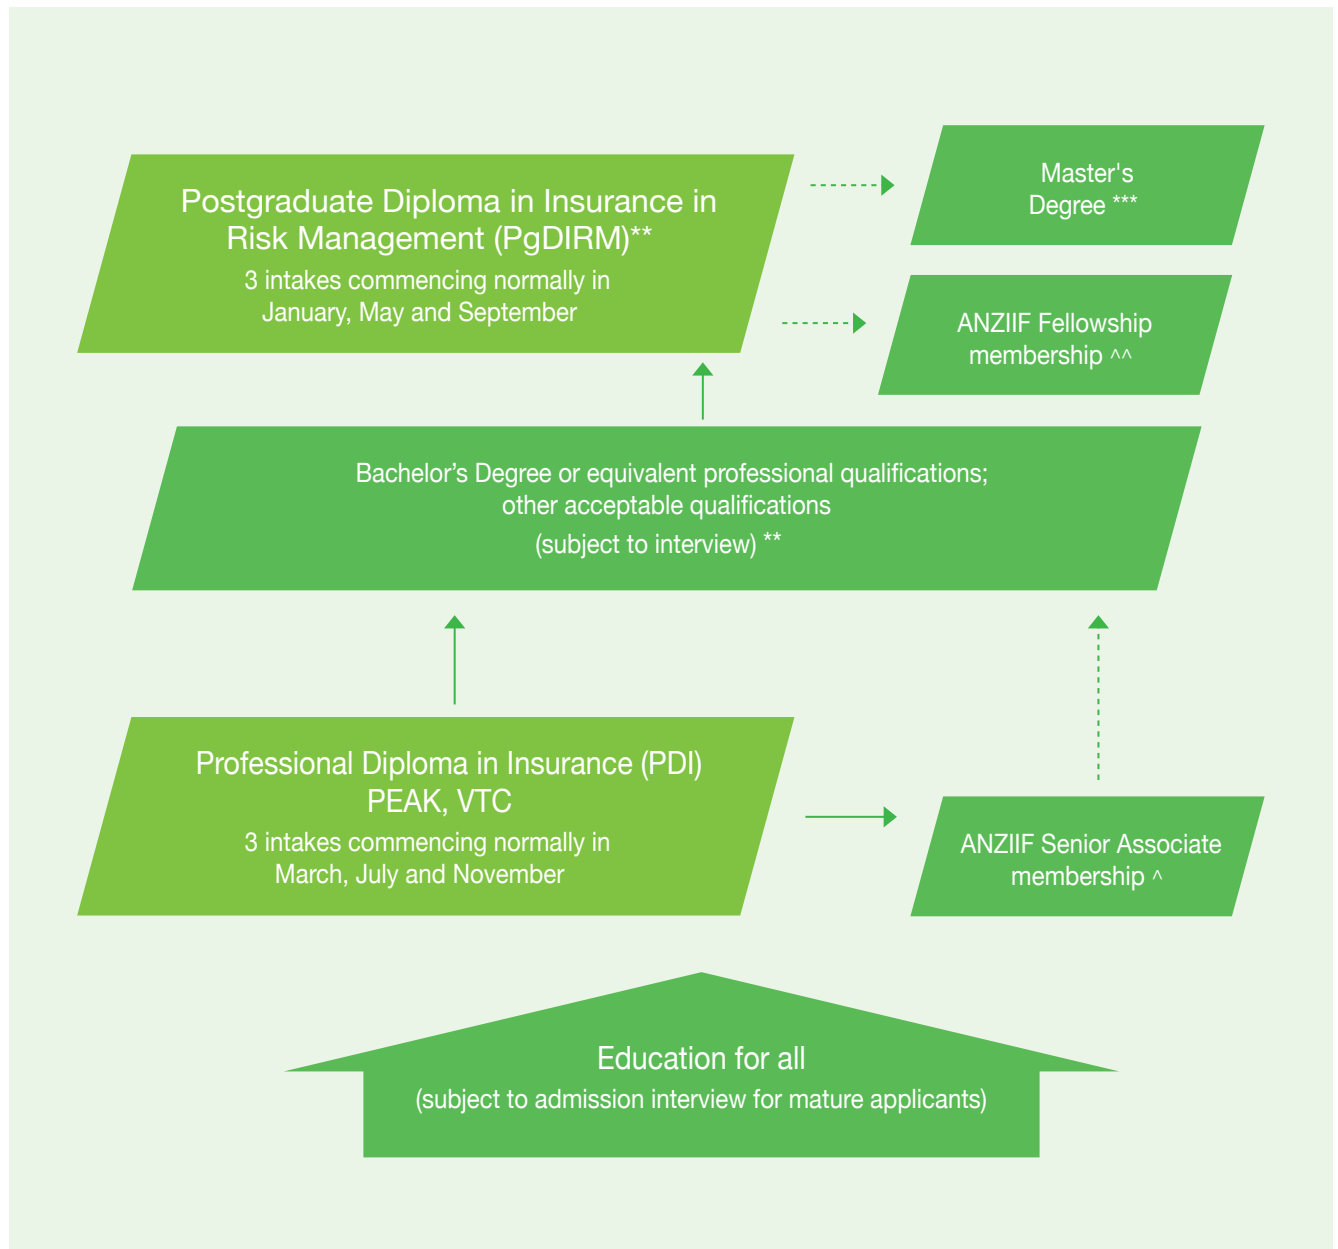 Postgraduate Diploma in Insurance in
Risk Management (PgDIRM)**
3 intakes commencing normally in
January, May and September
Master's
Degree ***
ANZIIF Fellowship
membership ^^
Bachelor’s Degree or equivalent professional qualifications;
other acceptable qualifications
(subject to interview) **
Professional Diploma in Insurance (PDI)
PEAK, VTC
3 intakes commencing normally in
March, July and November
ANZIIF Senior Associate
membership ^
Education for all
(subject to admission interview for mature applicants)